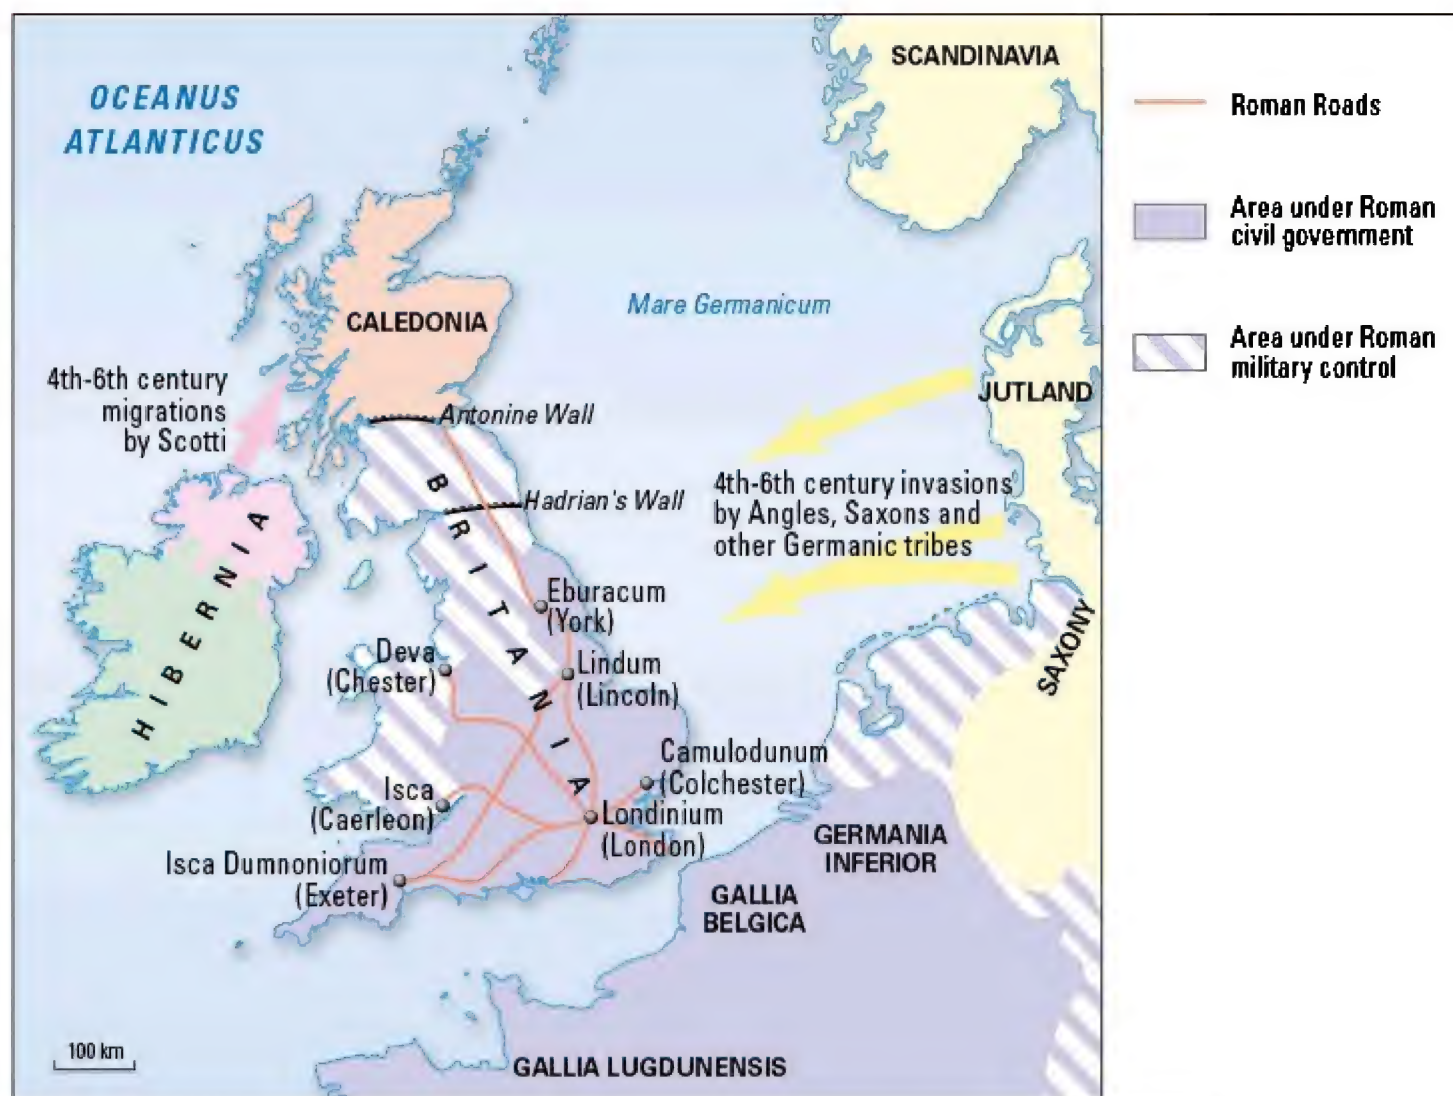 OCEANUS
ATLANTICUS
SCANDINAVIA
Roman Roads
Area under Roman
civil government
Area under Roman
military control
Mare Germanicum
CALEDONIA
4th-6th century
migrations
by Scotti
JUTLAND
Antonine Wall
Hadrian's Wall
4th-6th century invasions
by Angles, Saxons and
other Germanic tribes
HIBERNIA
BRITANNIA
Eburacum
(York)
Deva
(Chester)
Lindum
(Lincoln)
SAXONY
Camulodunum
(Colchester)
Isca
(Caerleon)
Londinium
(London)
Isca Dumnoniorum
(Exeter)
GERMANIA
INFERIOR
GALLIA
BELGICA
GALLIA LUGDUNENSIS
100 km